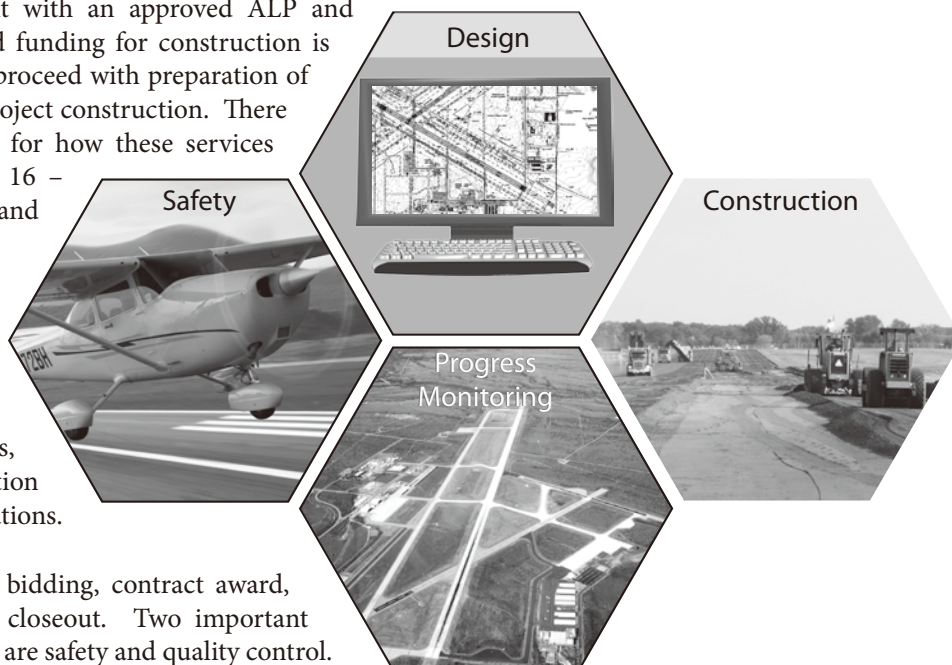 t with an approved ALP and
d funding for construction is
proceed with preparation of
oject construction. There
for how these services
16 –
and
s,
tion
ations.
bidding, contract award,
closeout. Two important
are safety and quality control.
Design
Safety
Construction
Progress
Monitoring
72BH